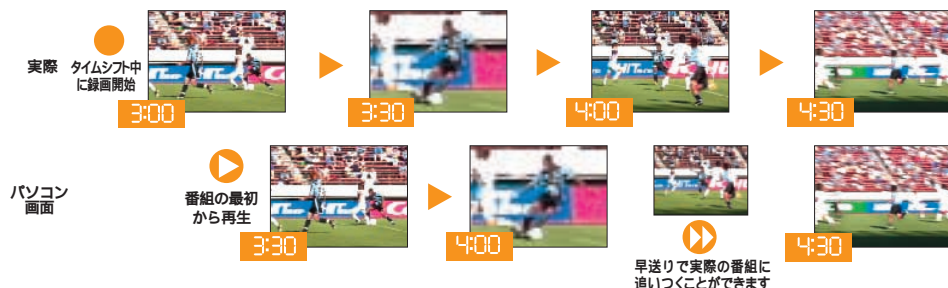 実際
タイムシフト中
に録画開始
3:00
3:30
4:00
4:30
パソコン
画面
番組の最初
から再生
3:30
4:00
早送りで実際の番組に
追いつくことができます
4:30